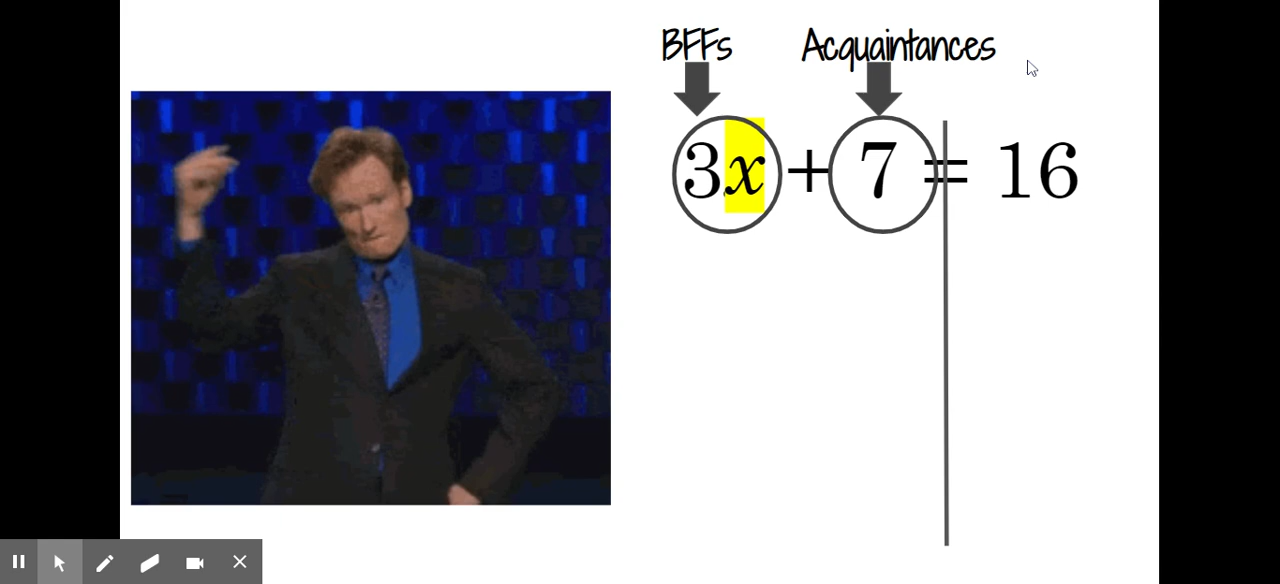 BFFs Acquaintances
3x + 7 = 16